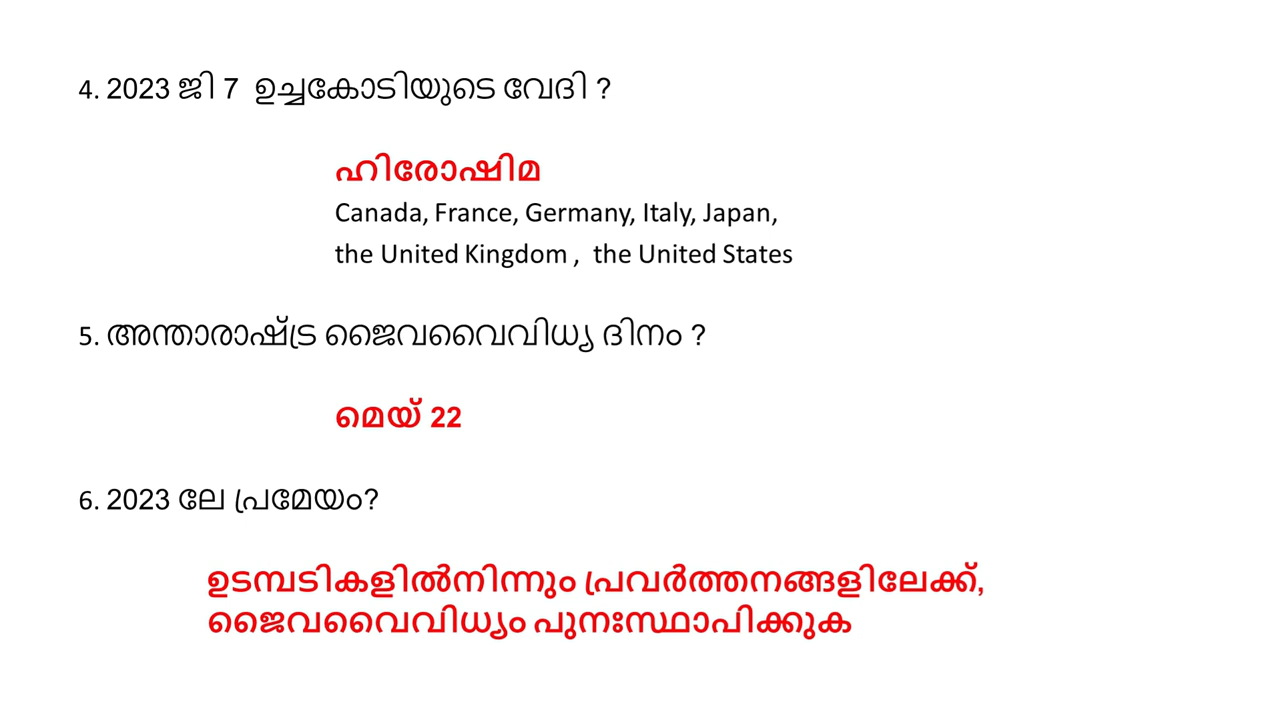 4. 2023 ജി 7 ഉച്ചകോടിയുടെ വേദി ?
ഹിരോഷിമ
Canada, France, Germany, Italy, Japan,
the United Kingdom , the United States
5. അന്താരാഷ്ട്ര ജൈവവൈവിധ്യ ദിനം ?
മെയ് 22
6. 2023 ലേ പ്രമേയം?
ഉടമ്പടികളിൽനിന്നും പ്രവർത്തനങ്ങളിലേക്ക്,
ജൈവവൈവിധ്യം പുനഃസ്ഥാപിക്കുക